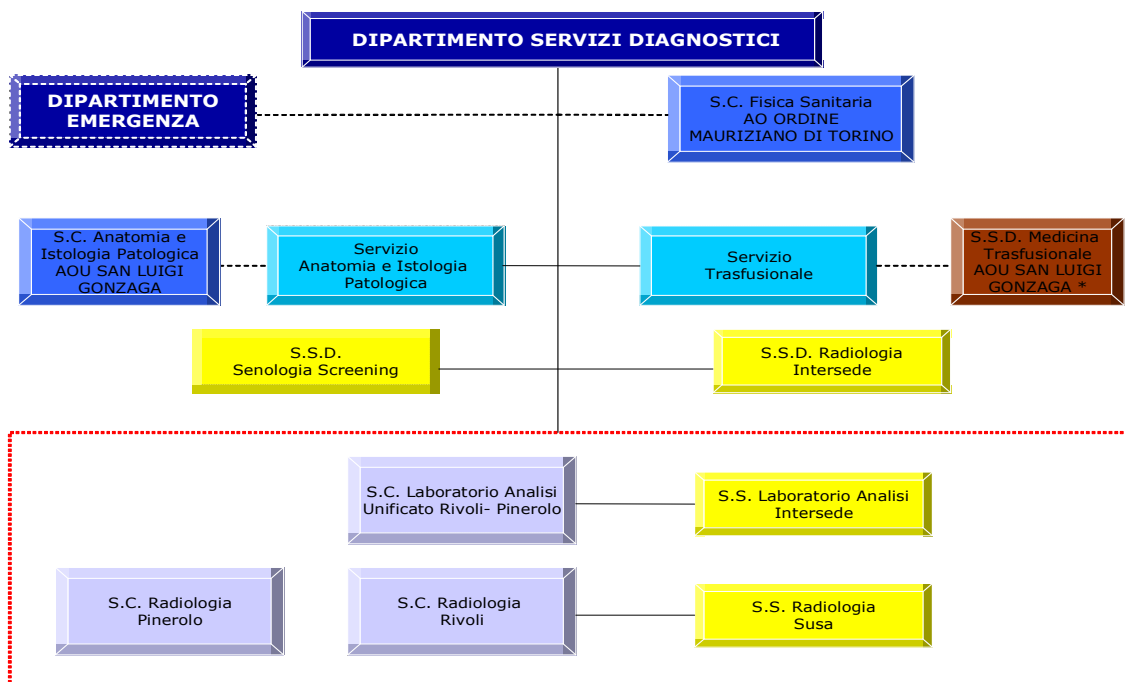 DIPARTIMENTO SERVIZI DIAGNOSTICI
DIPARTIMENTO
EMERGENZA
S.C. Fisica Sanitaria
AO ORDINE
MAURIZIANO DI TORINO
S.C. Anatomia e
Istologia Patologica
AOU SAN LUIGI
GONZAGA
Servizio
Anatomia e Istologia
Patologica
Servizio
Trasfusionale
S.S.D. Medicina
Trasfusionale
AOU SAN LUIGI
GONZAGA *
S.S.D.
Senologia Screening
S.S.D. Radiologia
Intersede
S.C. Laboratorio Analisi
Unificato Rivoli- Pinerolo
S.S. Laboratorio Analisi
Intersede
S.C. Radiologia
Pinerolo
S.C. Radiologia
Rivoli
S.S. Radiologia
Susa